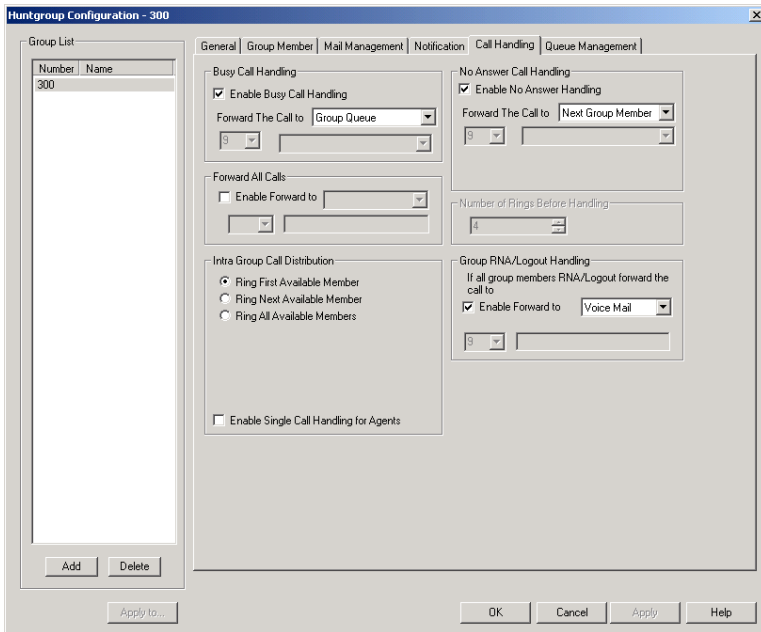 Huntgroup Configuration - 300
Group List
Number Name
300
Add Delete
Apply to...
General Group Member Mail Management Notification Call Handling Queue Management
Busy Call Handling
Enable Busy Call Handling
Forward The Call to Group Queue
9
Forward All Calls
Enable Forward to
Intra Group Call Distribution
Ring First Available Member
Ring Next Available Member
Ring All Available Members
Enable Single Call Handling for Agents
No Answer Call Handling
Enable No Answer Handling
Forward The Call to Next Group Member
9
Number of Rings Before Handling
4
Group RNA/Logout Handling
If all group members RNA/Logout forward the
call to
Enable Forward to Voice Mail
9
OK Cancel Apply Help